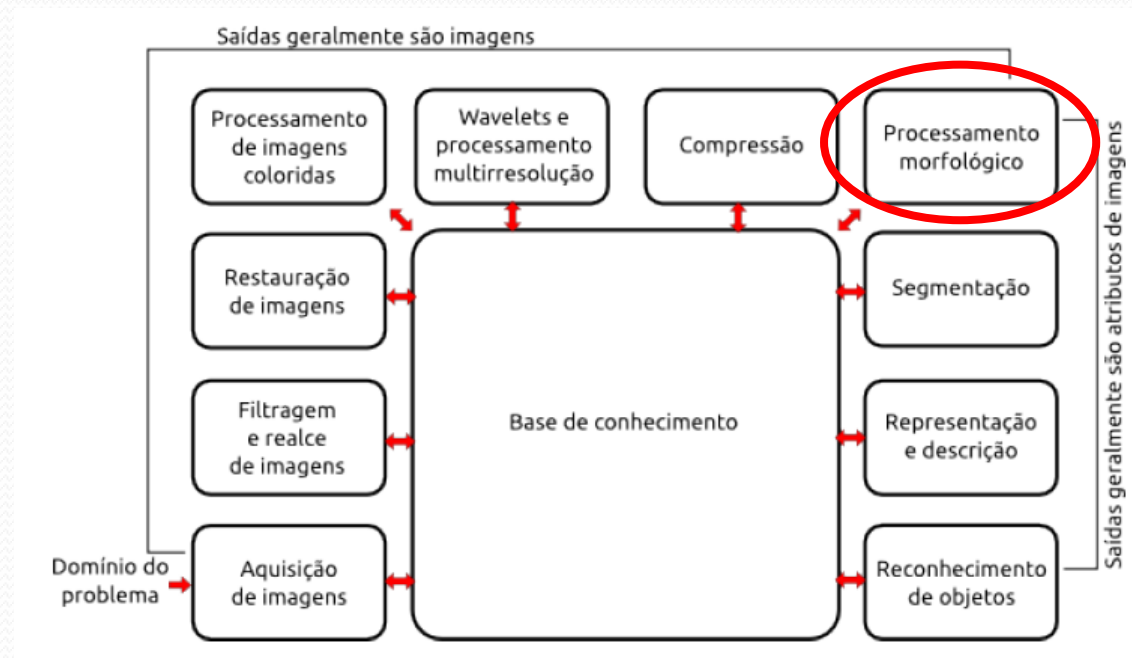 Saídas geralmente são imagens
Processamento
de imagens
coloridas
Wavelets e
processamento
multirresolução
Compressão
Processamento
morfológico
Restauração
de imagens
Segmentação
Filtragem
e realce
de imagens
Base de conhecimento
Representação
e descrição
Domínio do
problema
Aquisição
de imagens
Reconhecimento
de objetos
Saídas geralmente são atributos de imagens